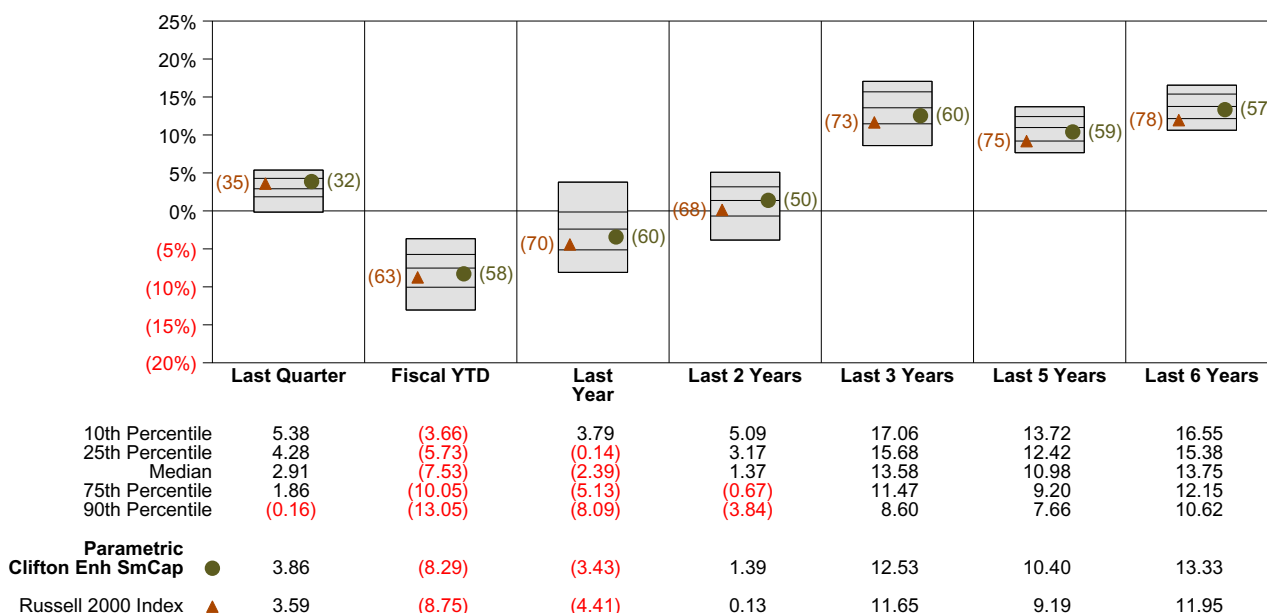 25%
20%
15%
10%
5%
0%
(5%)
(10%)
(15%)
(20%)
(35) (32)
(63) (58)
(70) (60)
(68) (50)
(73) (60)
(75) (59)
(78) (57
Last Quarter Fiscal YTD Last Year Last 2 Years Last 3 Years Last 5 Years Last 6 Years
10th Percentile 5.38 (3.66) 3.79 5.09 17.06 13.72 16.55
25th Percentile 4.28 (5.73) (0.14) 3.17 15.68 12.42 15.38
Median 2.91 (7.53) (2.39) 1.37 13.58 10.98 13.75
75th Percentile 1.86 (10.05) (5.13) (0.67) 11.47 9.20 12.15
90th Percentile (0.16) (13.05) (8.09) (3.84) 8.60 7.66 10.62
Parametric
Clifton Enh SmCap 3.86 (8.29) (3.43) 1.39 12.53 10.40 13.33
Russell 2000 Index 3.59 (8.75) (4.41) 0.13 11.65 9.19 11.95